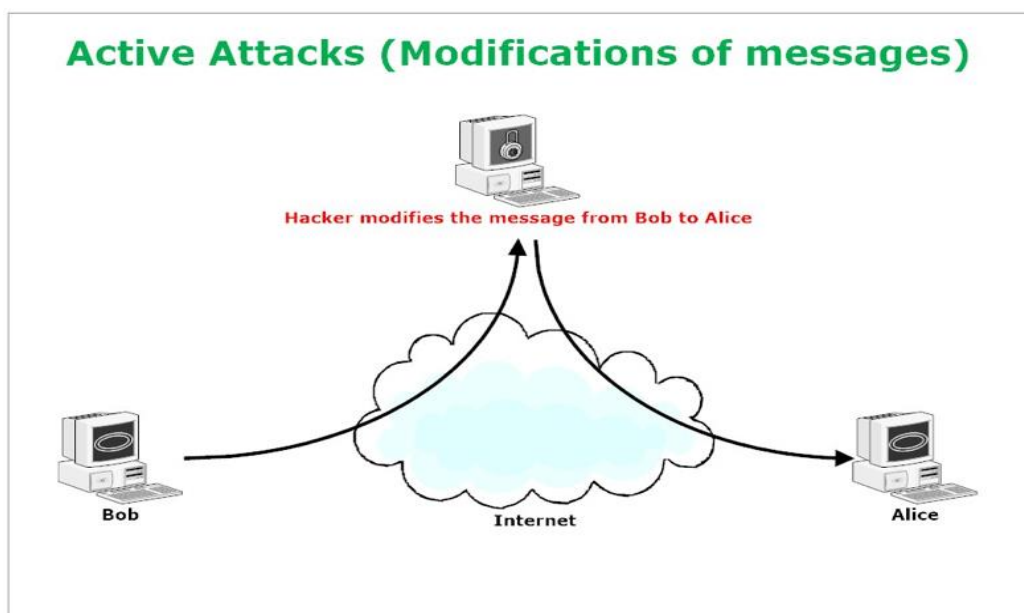 Active Attacks (Modifications of messages)
Hacker modifies the message from Bob to Alice
Bob
Internet
Alice